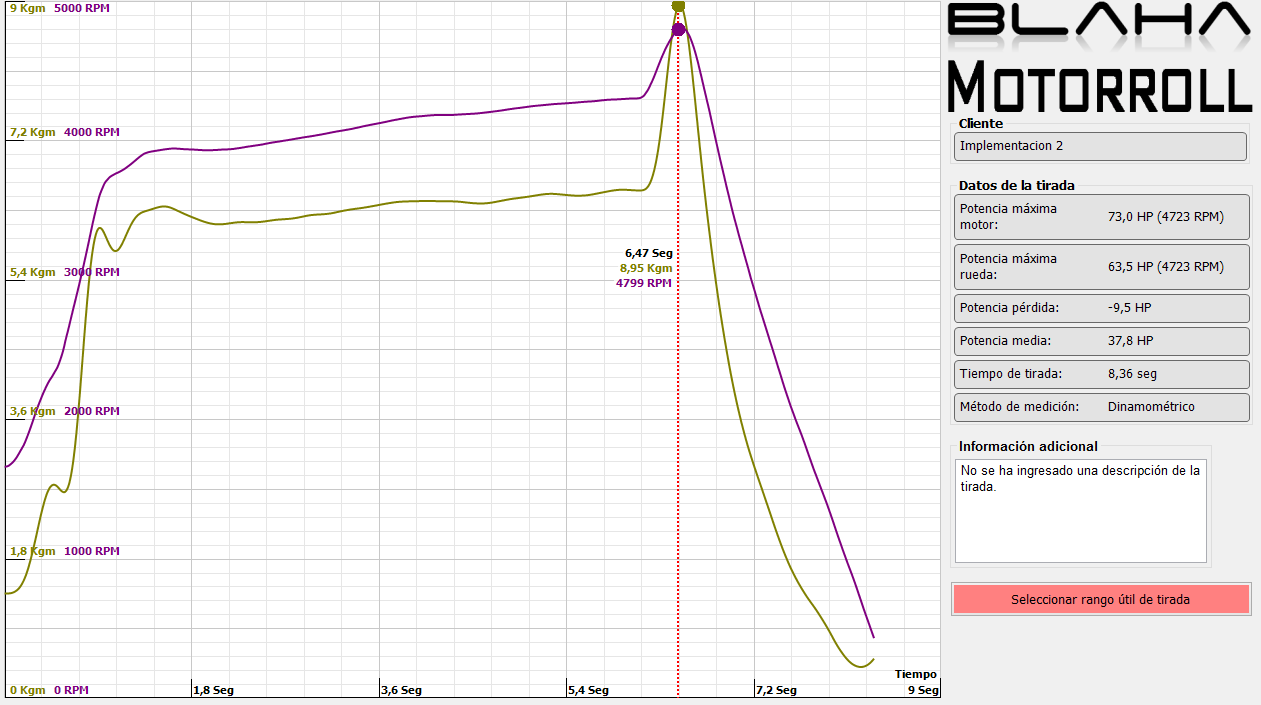 9 Kgm 5000 RPM
7,2 Kgm 4000 RPM
5,4 Kgm 3000 RPM
3,6 Kgm 2000 RPM
1,8 Kgm 1000 RPM
0 Kgm 0 RPM
6,47 Seg
8,95 Kgm
4799 RPM
Tiempo
1,8 Seg 3,6 Seg 5,4 Seg 7,2 Seg 9 Seg
BLAHA
MOTORROLL
Cliente
Implementacion 2
Datos de la tirada
Potencia máxima
motor: 73,0 HP (4723 RPM)
Potencia máxima
rueda: 63,5 HP (4723 RPM)
Potencia pérdida: -9,5 HP
Potencia media: 37,8 HP
Tiempo de tirada: 8,36 seg
Método de medición: Dinamométrico
Información adicional
No se ha ingresado una descripción de la
tirada.
Seleccionar rango útil de tirada